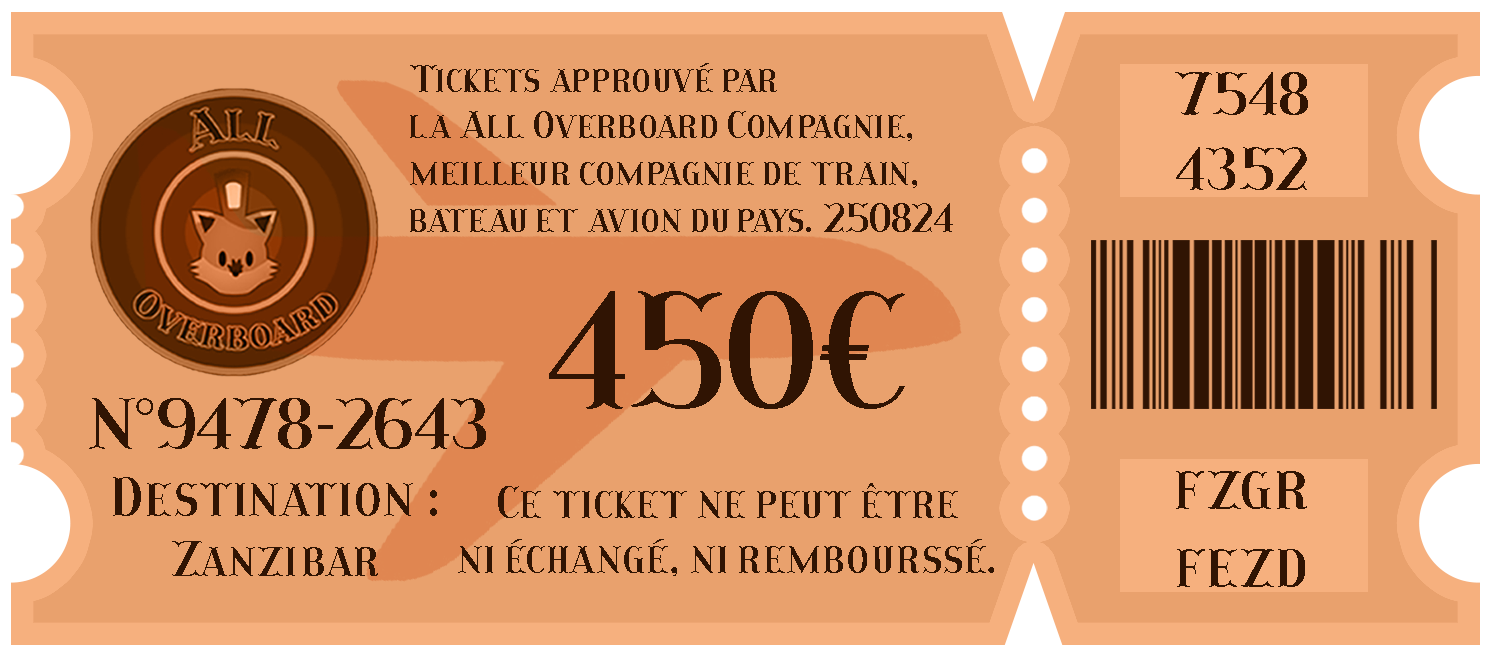 All
Overboard
Tickets approuvé par
la All Overboard Compagnie,
meilleur compagnie de train,
bateau et avion du pays. 250824
450€
N°9478-2643
Destination :
Zanzibar
Ce ticket ne peut être
ni échangé, ni rembourssé.
7548
4352
FZGR
FEZD